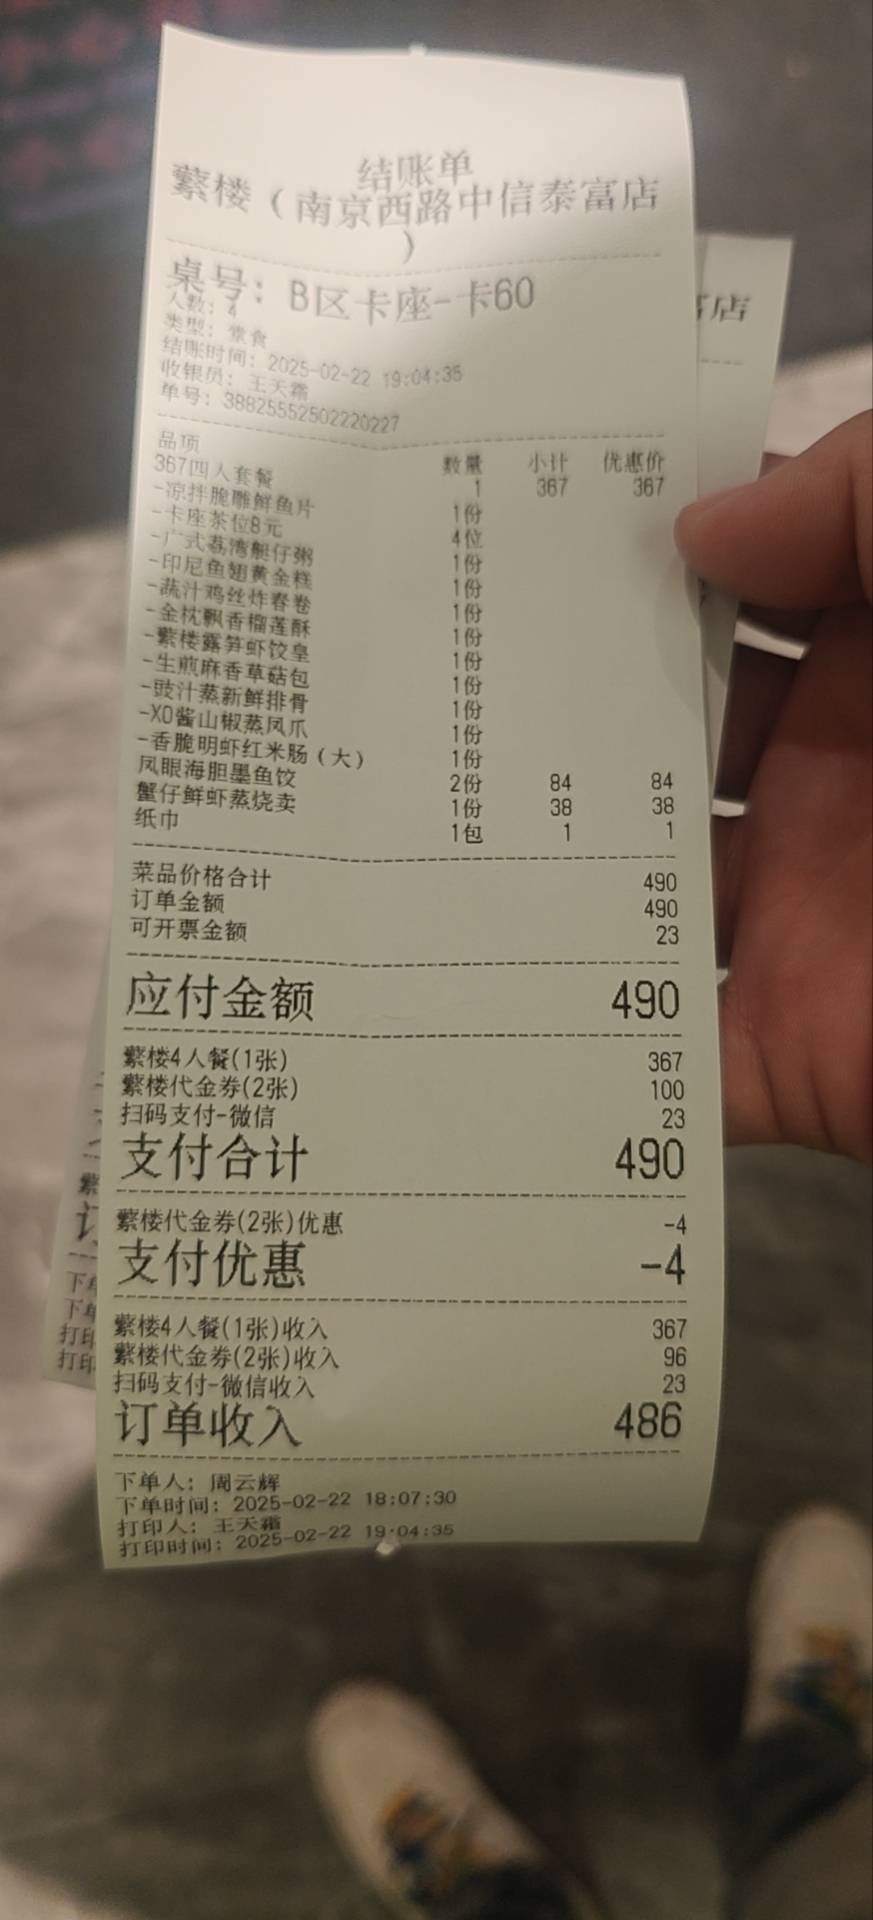 结账单
蘩楼（南京西路中信泰富店
）
桌号：B区卡座-卡60
人数：4
类型：堂食
结账时间：2025-02-22 19:04:35
收银员：王天霜
单号：38825552502220227
品项 数量 小计 优惠价
367四人套餐 1 367 367
-凉拌脆雕鲜鱼片 1份
-卡座茶位8元 4位
-广式荔湾艇仔粥 1份
-印尼鱼翅黄金糕 1份
-蔬汁鸡丝炸春卷 1份
-金枕飘香榴莲酥 1份
-蘩楼露笋虾饺皇 1份
-生煎麻香草菇包 1份
-豉汁蒸新鲜排骨 1份
-XO酱山椒蒸凤爪 1份
-香脆明虾红米肠（大） 1份
凤眼海胆墨鱼饺 2份 84 84
蟹仔鲜虾蒸烧卖 1份 38 38
纸巾 1包 1 1
菜品价格合计 490
订单金额 490
可开票金额 23
应付金额 490
蘩楼4人餐(1张) 367
蘩楼代金券(2张) 100
扫码支付-微信 23
支付合计 490
蘩楼代金券(2张)优惠 -4
支付优惠 -4
蘩楼4人餐(1张)收入 367
蘩楼代金券(2张)收入 96
扫码支付-微信收入 23
订单收入 486
下单人：周云辉
下单时间：2025-02-22 18:07:30
打印人：王天霜
打印时间：2025-02-22 19:04:35